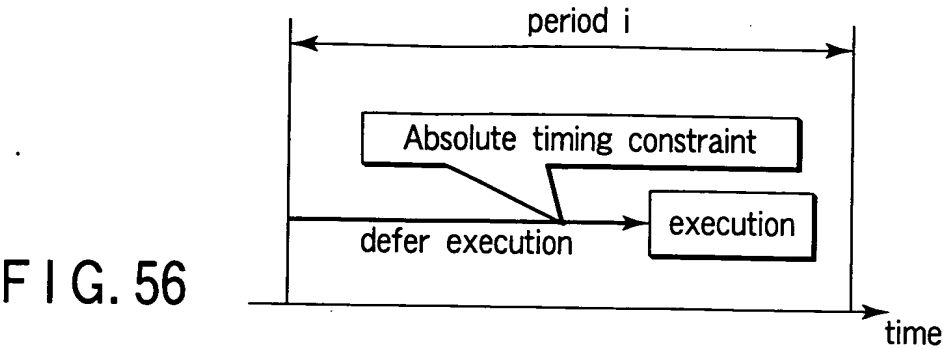 period i
Absolute timing constraint
execution
defer execution
FIG. 56
time